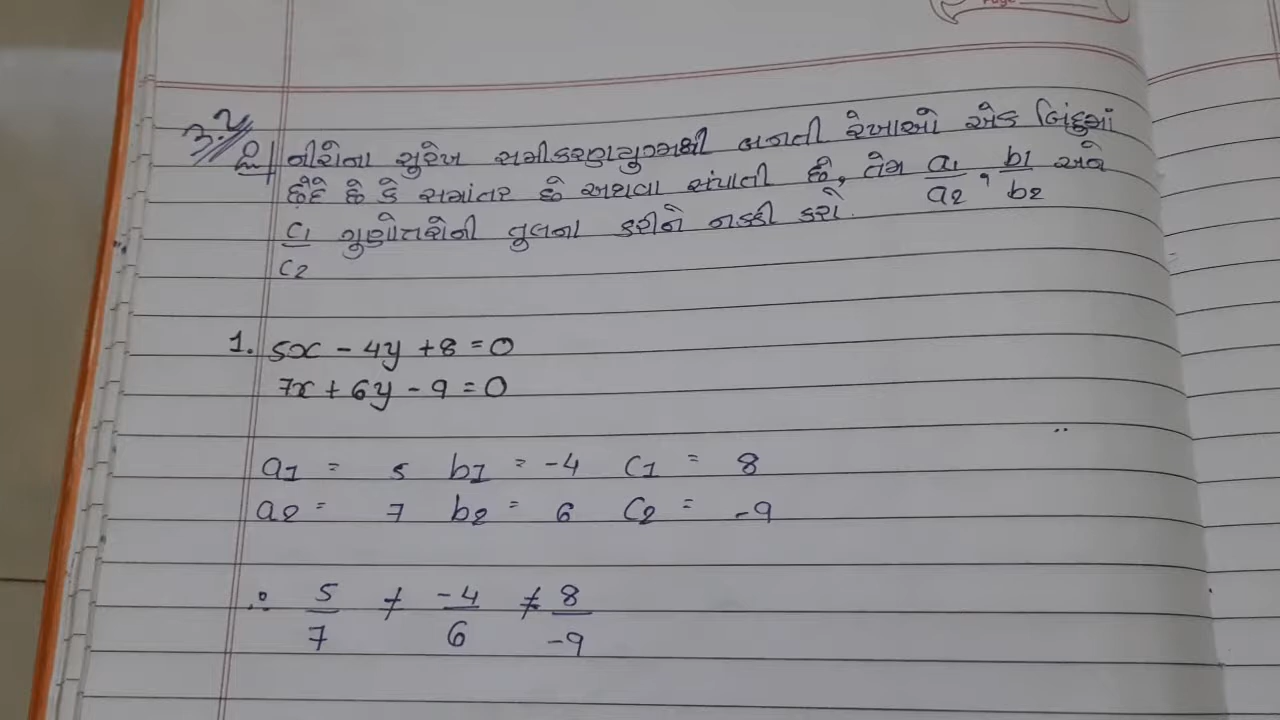 Page
3.2
2| નીચેના સુરેખ સમીકરણયુગ્મથી બનતી રેખાઓ એક બિંદુમાં
છેદે છે કે સમાંતર છે અથવા સંપાતી છે, તેમ a1/a2, b1/b2 અને
c1/c2 ગુણોત્તરોની તુલના કરીને નક્કી કરો.
1. 5x - 4y + 8 = 0
7x + 6y - 9 = 0
a1 = 5 b1 = -4 c1 = 8
a2 = 7 b2 = 6 c2 = -9
∴ 5/7 ≠ -4/6 ≠ 8/-9